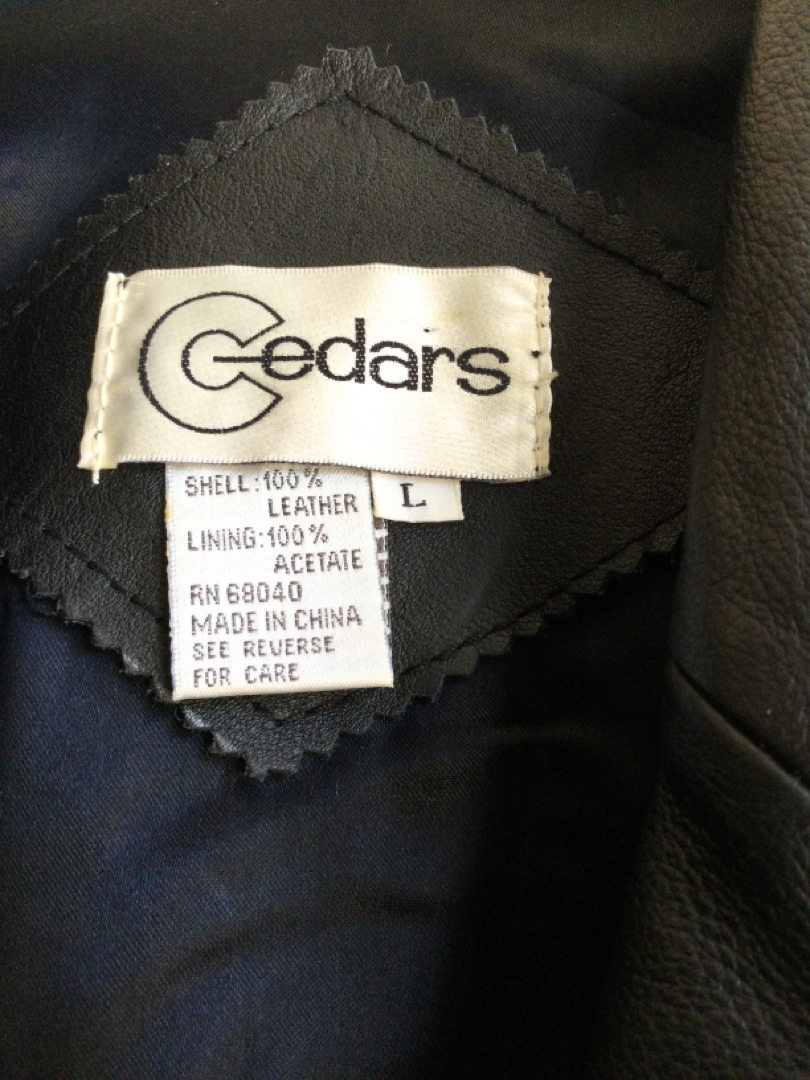 Cedars
SHELL:100%
LEATHER
L
LINING:100%
ACETATE
RN 68040
MADE IN CHINA
SEE REVERSE
FOR CARE